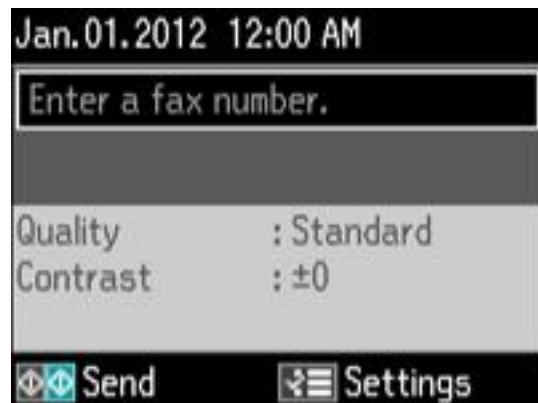 Jan.01.2012 12:00 AM
Enter a fax number.
Quality : Standard
Contrast : ±0
Send Settings